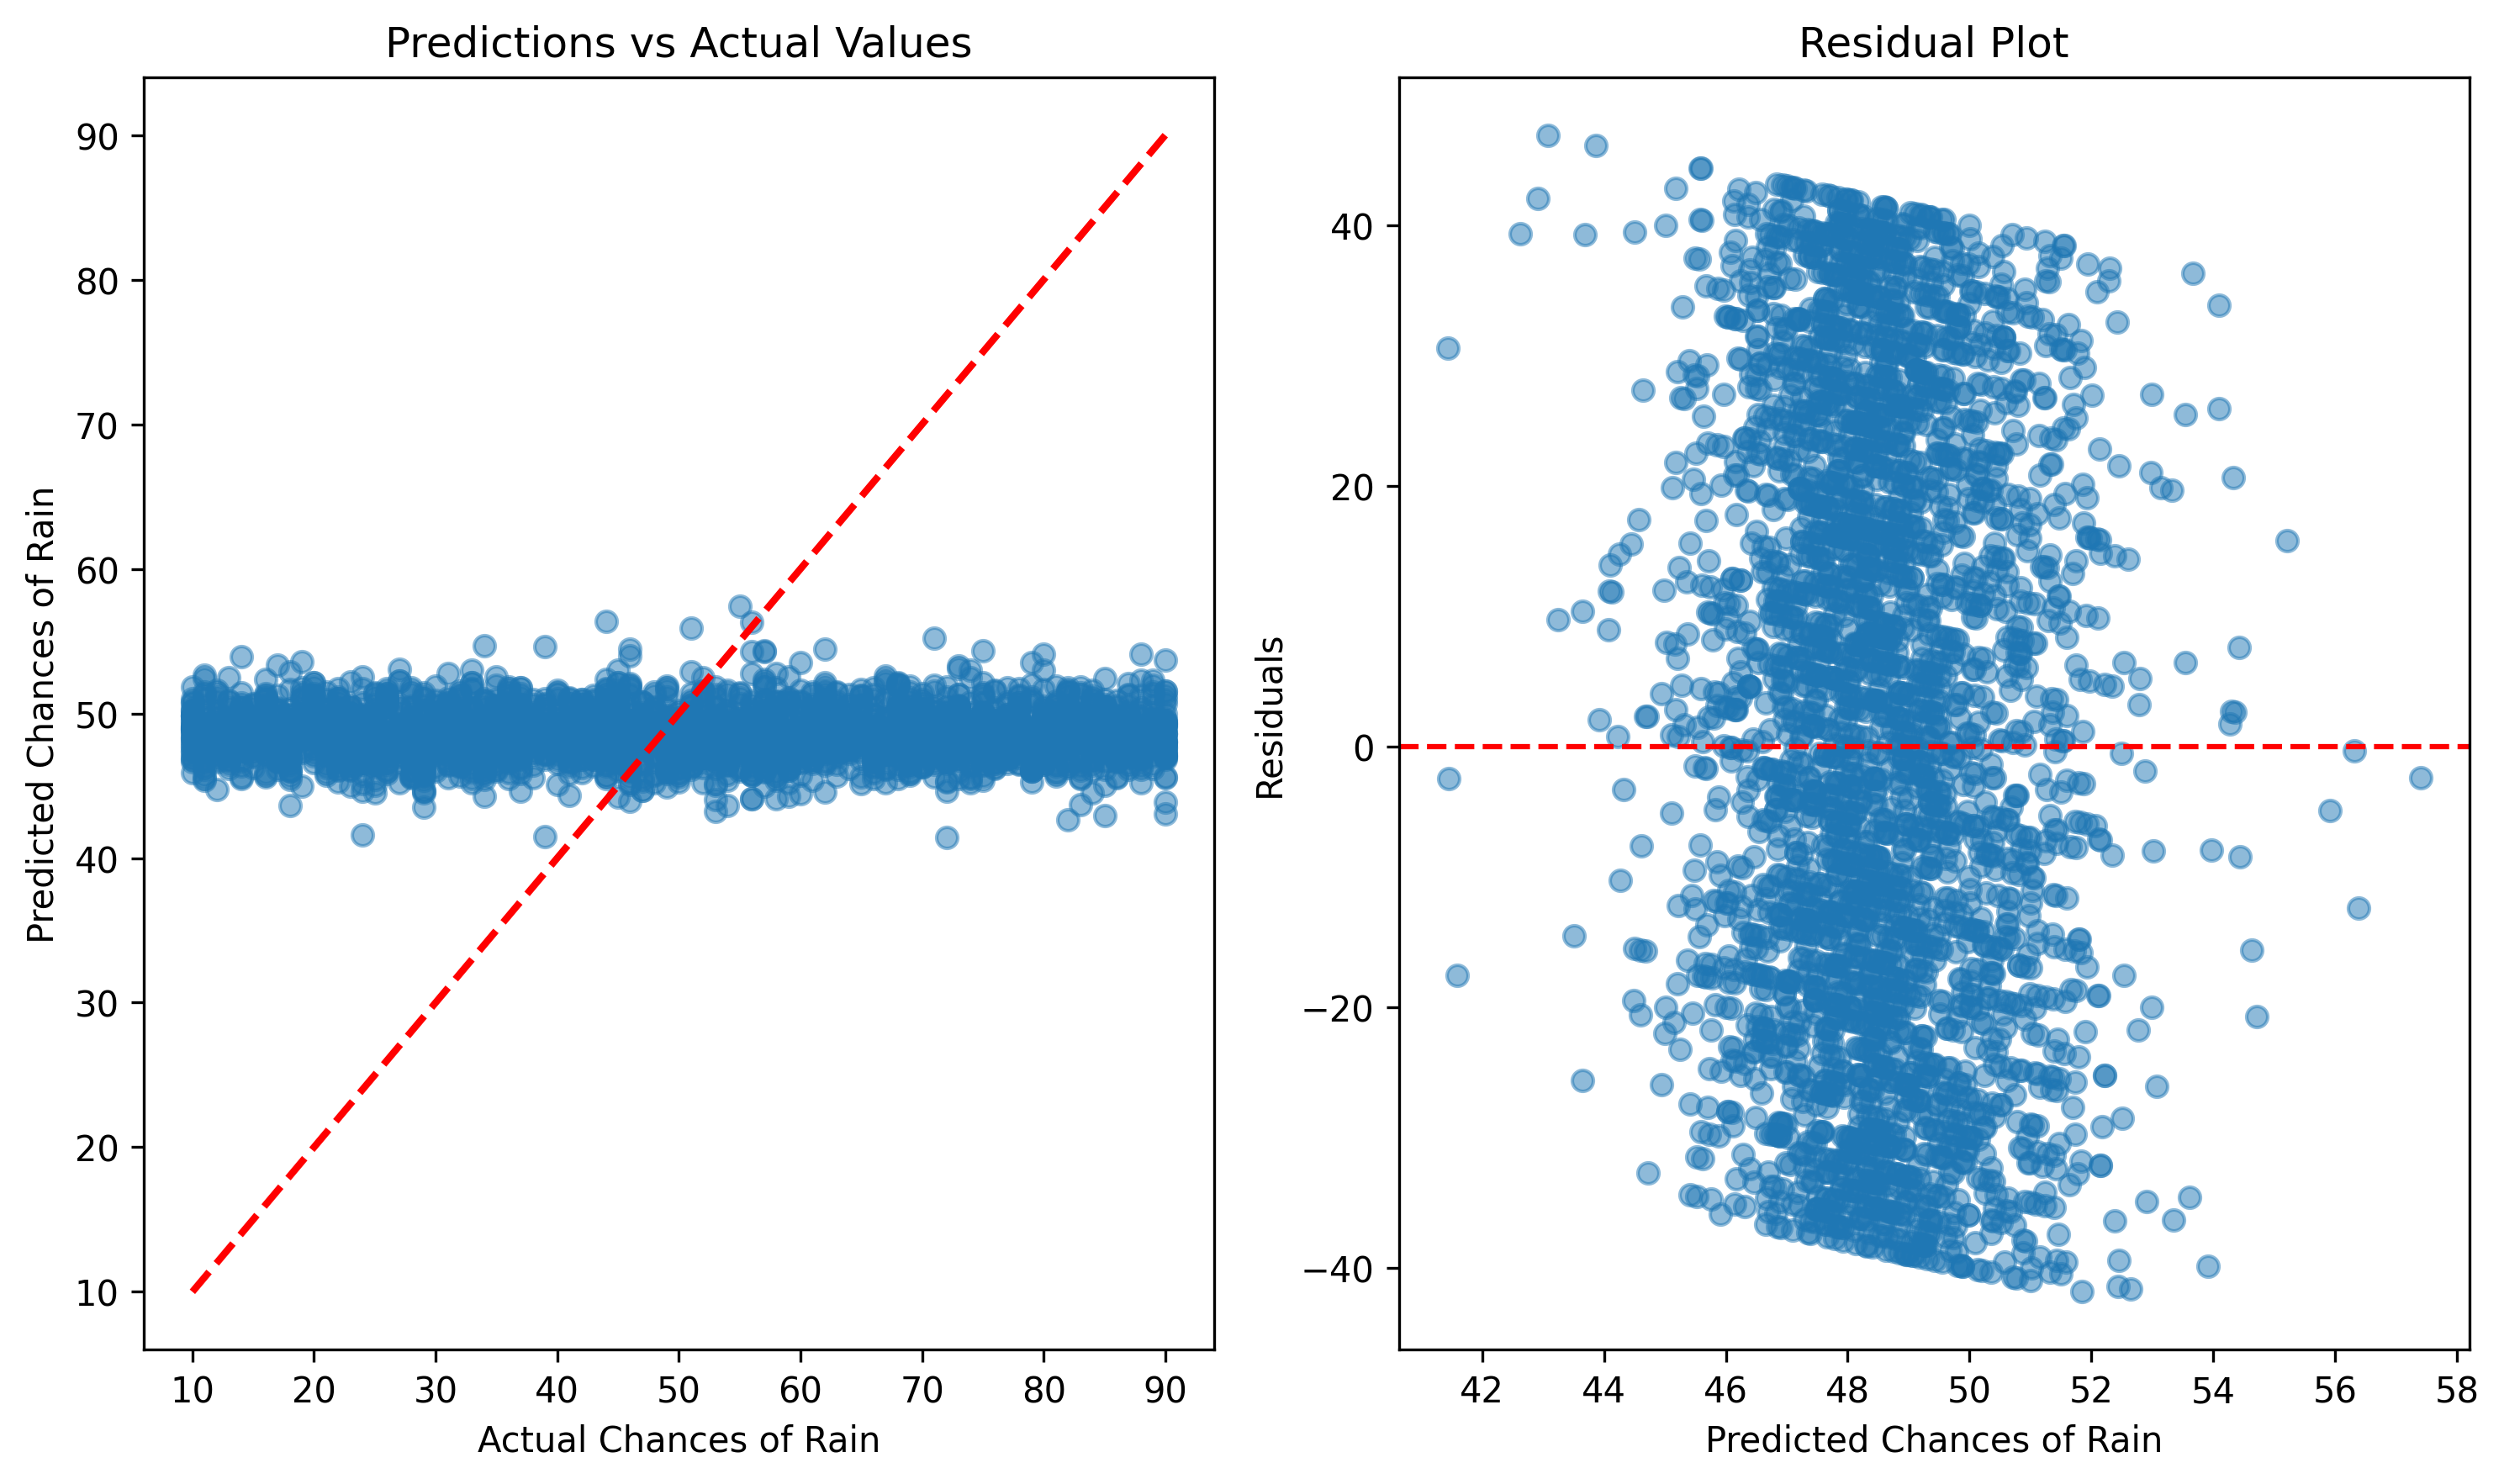 Predictions vs Actual Values
90
80
70
60
50
40
30
20
10
Predicted Chances of Rain
10 20 30 40 50 60 70 80 90
Actual Chances of Rain
Residual Plot
40
20
0
−20
−40
Residuals
42 44 46 48 50 52 54 56 58
Predicted Chances of Rain